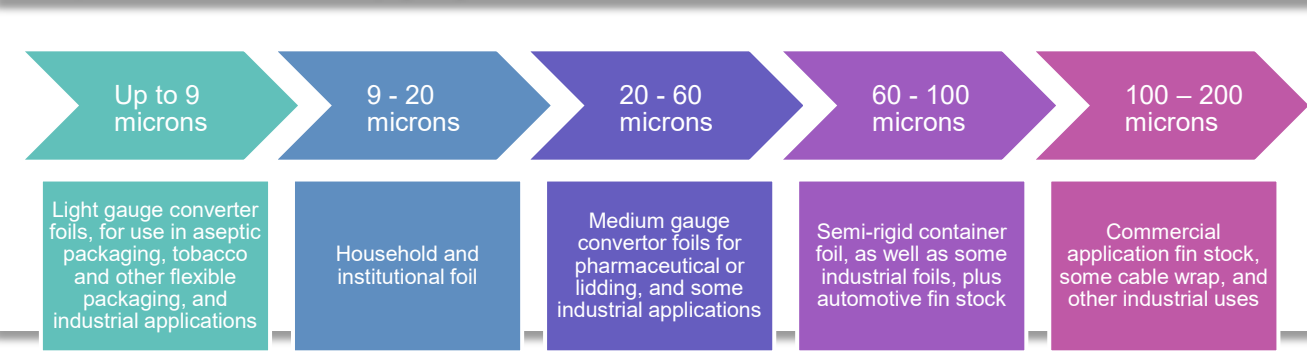 Up to 9
microns
9 - 20
microns
20 - 60
microns
60 - 100
microns
100 – 200
microns
Light gauge converter
foils, for use in aseptic
packaging, tobacco
and other flexible
packaging, and
industrial applications
Household and
institutional foil
Medium gauge
convertor foils for
pharmaceutical or
lidding, and some
industrial applications
Semi-rigid container
foil, as well as some
industrial foils, plus
automotive fin stock
Commercial
application fin stock,
some cable wrap, and
other industrial uses